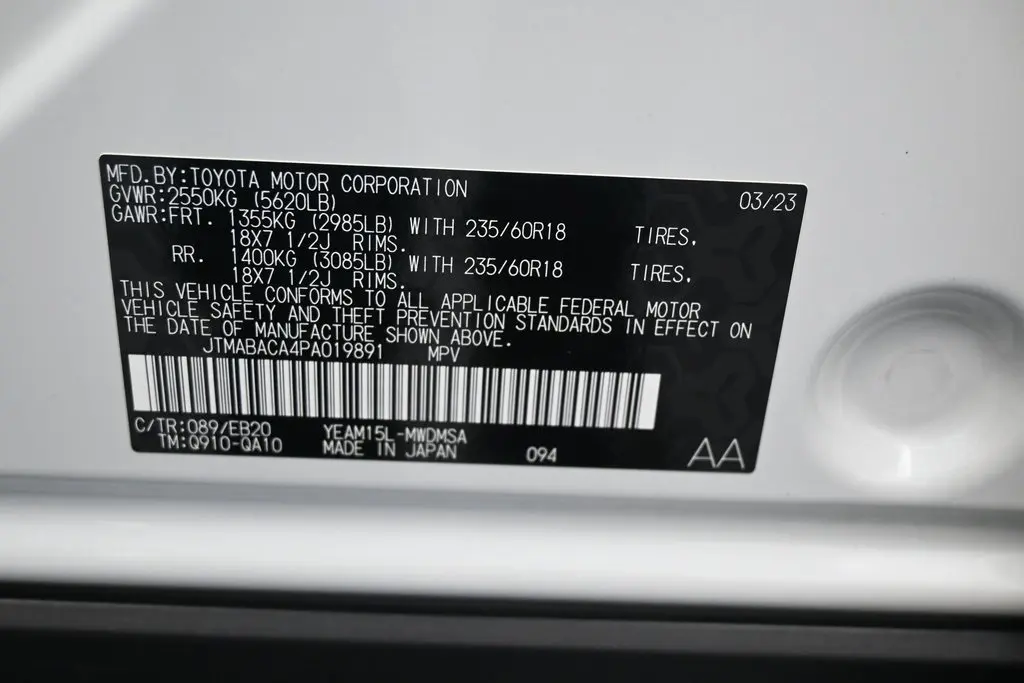 MFD.BY:TOYOTA MOTOR CORPORATION 03/23
GVWR:2550KG (5620LB)
GAWR:FRT. 1355KG (2985LB) WITH 235/60R18 TIRES,
18X7 1/2J RIMS.
RR. 1400KG (3085LB) WITH 235/60R18 TIRES,
18X7 1/2J RIMS.
THIS VEHICLE CONFORMS TO ALL APPLICABLE FEDERAL MOTOR
VEHICLE SAFETY AND THEFT PREVENTION STANDARDS IN EFFECT ON
THE DATE OF MANUFACTURE SHOWN ABOVE.
JTMABACA4PA019891 MPV
C/TR:089/EB20 YEAM15L-MWDMSA
TM:Q910-QA10 MADE IN JAPAN 094 AA